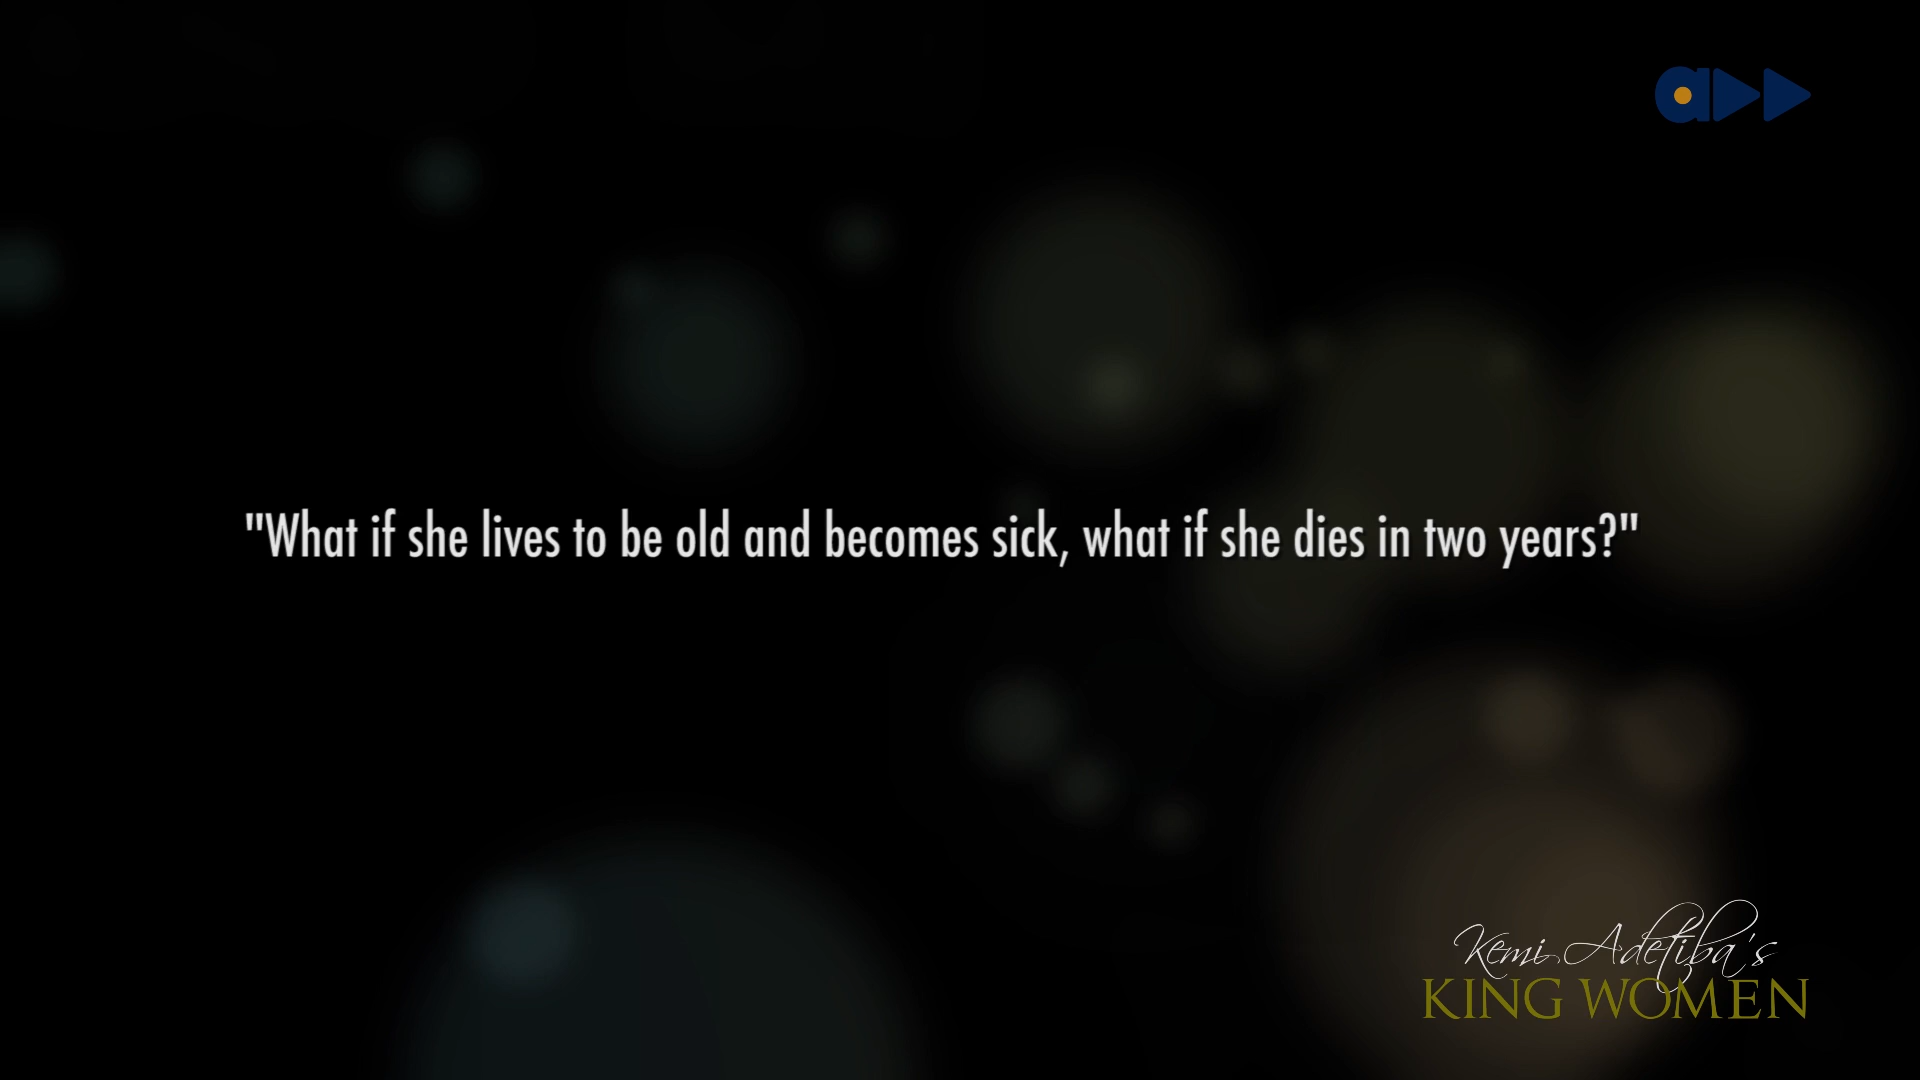 "What if she lives to be old and becomes sick, what if she dies in two years?"
Kemi Adetiba's
KING WOMEN